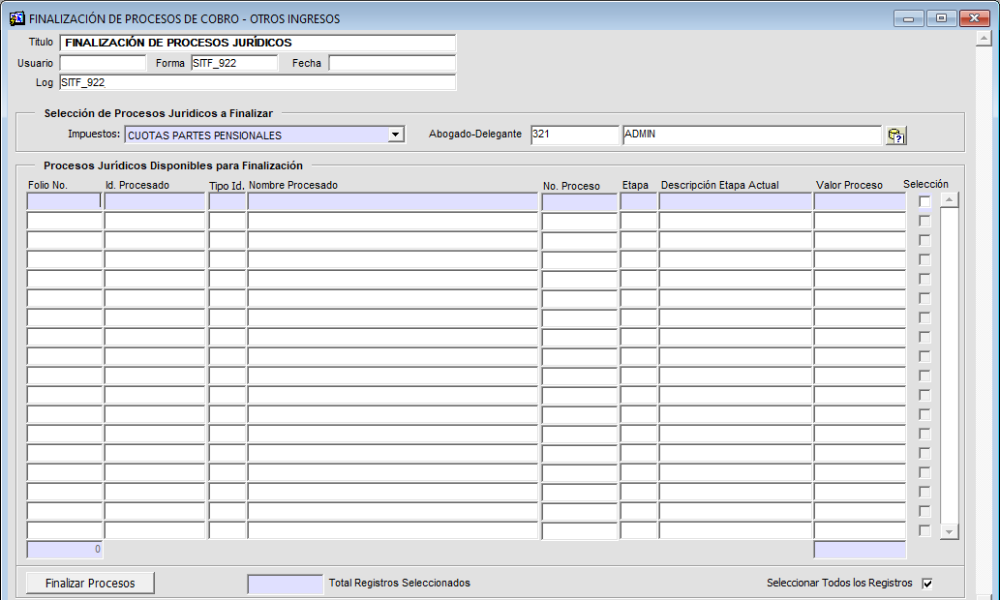 FINALIZACIÓN DE PROCESOS DE COBRO - OTROS INGRESOS
Titulo FINALIZACIÓN DE PROCESOS JURÍDICOS
Usuario Forma SITF_922 Fecha
Log SITF_922
Selección de Procesos Juridicos a Finalizar
Impuestos: CUOTAS PARTES PENSIONALES Abogado-Delegante 321 ADMIN
Procesos Jurídicos Disponibles para Finalización
Folio No. Id. Procesado Tipo Id. Nombre Procesado No. Proceso Etapa Descripción Etapa Actual Valor Proceso Selección
0
Finalizar Procesos Total Registros Seleccionados Seleccionar Todos los Registros